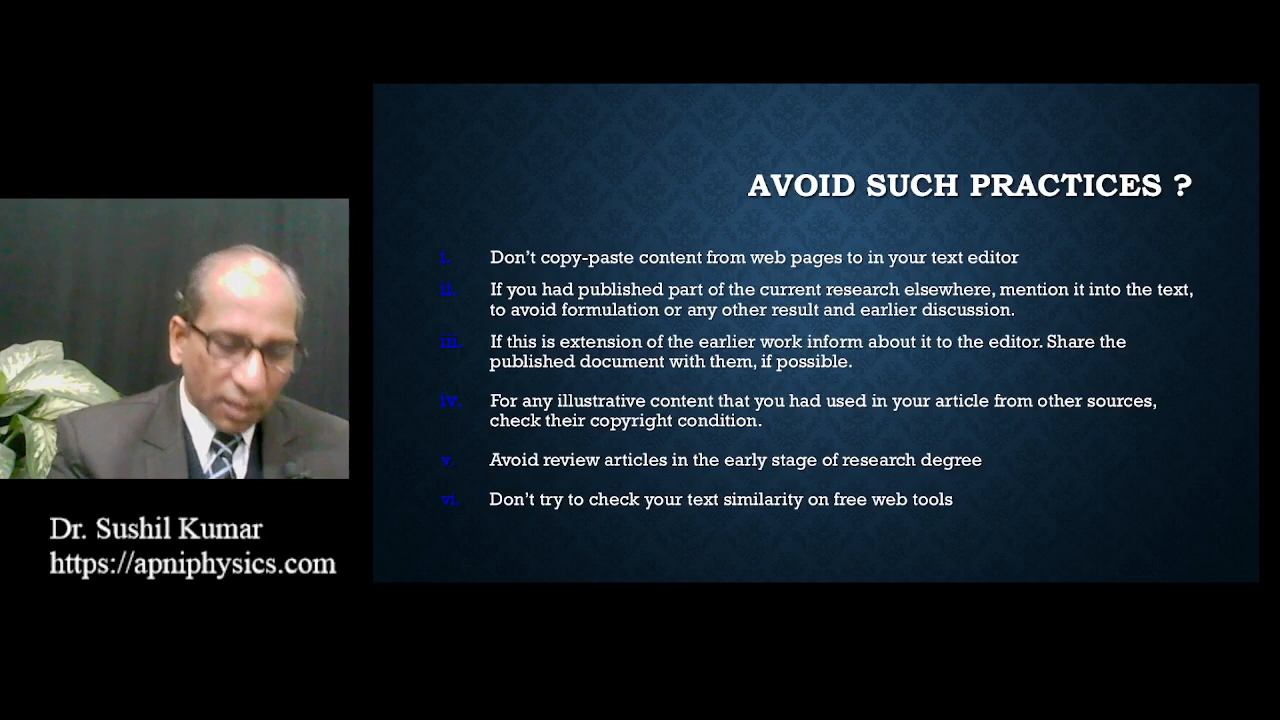 AVOID SUCH PRACTICES ?
i. Don't copy-paste content from web pages to in your text editor
ii. If you had published part of the current research elsewhere, mention it into the text,
to avoid formulation or any other result and earlier discussion.
iii. If this is extension of the earlier work inform about it to the editor. Share the
published document with them, if possible.
iv. For any illustrative content that you had used in your article from other sources,
check their copyright condition.
v. Avoid review articles in the early stage of research degree
vi. Don't try to check your text similarity on free web tools
Dr. Sushil Kumar
https://apniphysics.com